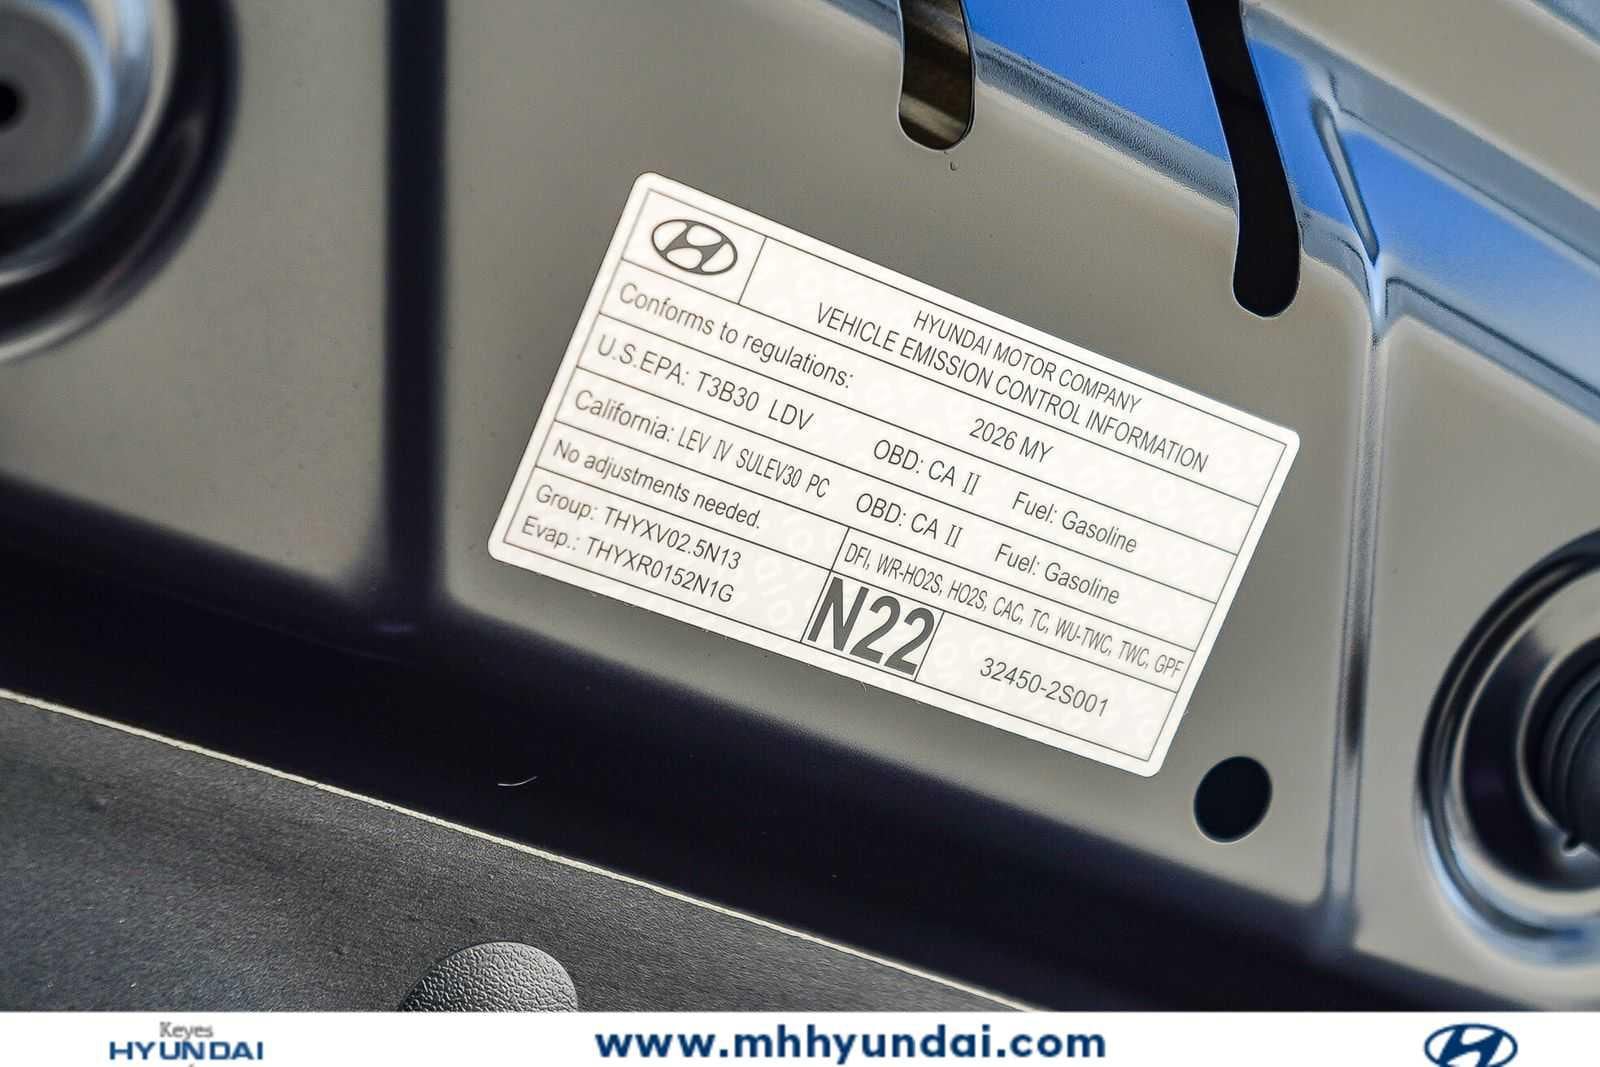 HYUNDAI MOTOR COMPANY
VEHICLE EMISSION CONTROL INFORMATION
Conforms to regulations: 2026 MY
U.S.EPA: T3B30 LDV OBD: CA II Fuel: Gasoline
California: LEV IV SULEV30 PC OBD: CA II Fuel: Gasoline
No adjustments needed.
DFI, WR-HO2S, HO2S, CAC, TC, WU-TWC, TWC, GPF
Group: THYXV02.5N13
Evap.: THYXR0152N1G
N22
32450-2S001
Keyes
HYUNDAI
www.mhhyundai.com